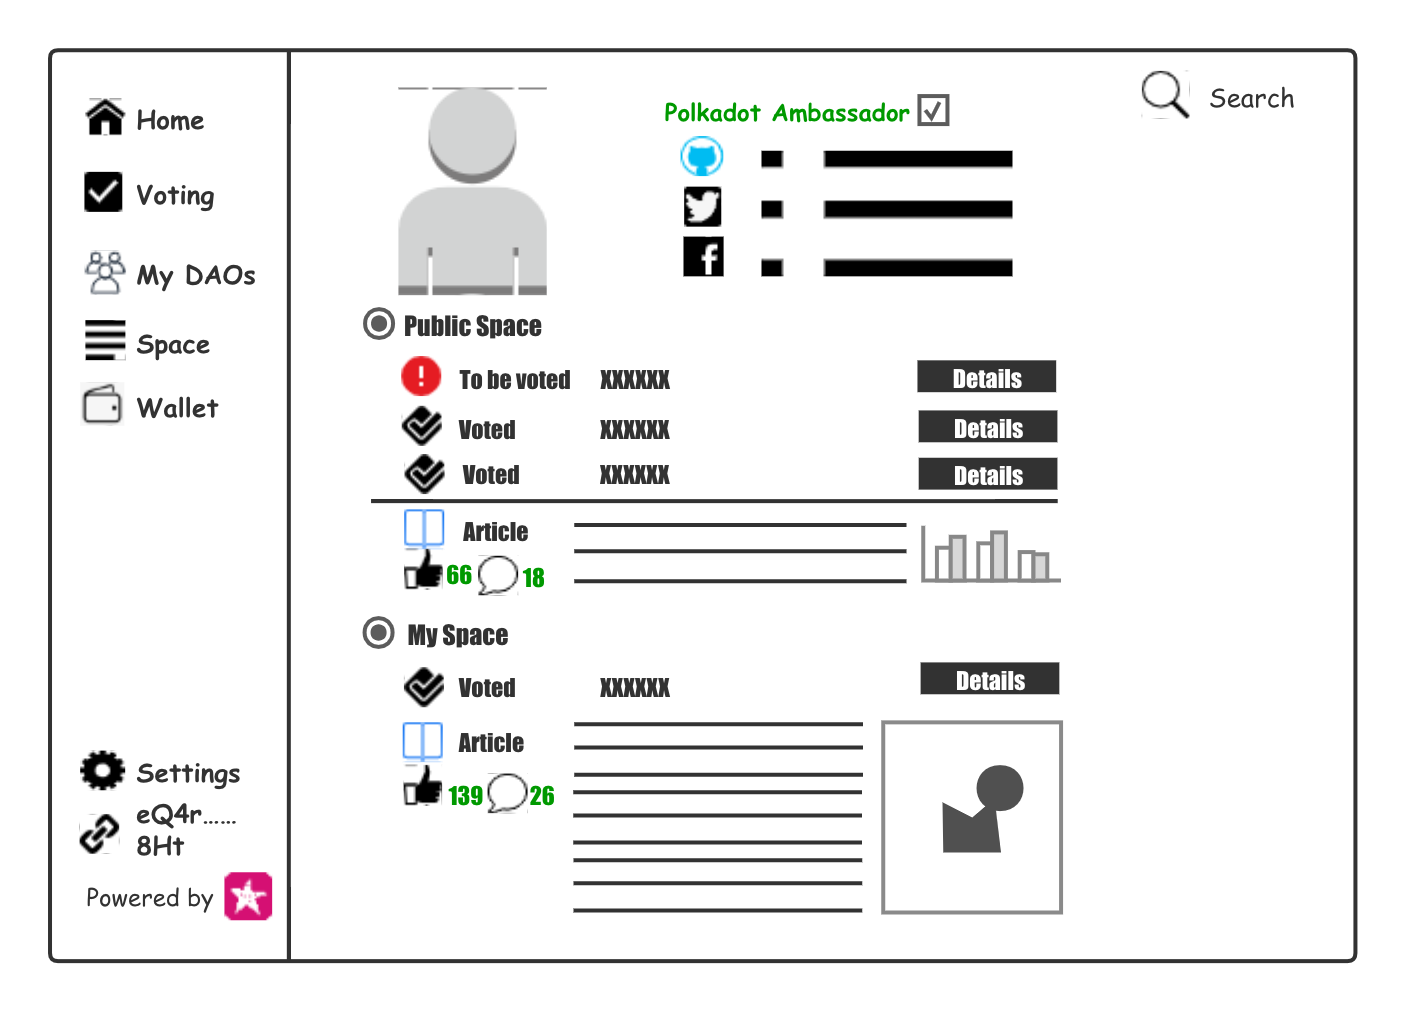 Home
Voting
My DAOs
Space
Wallet
Settings
eQ4r......
8Ht
Powered by
Search
Polkadot Ambassador
Public Space
To be voted XXXXXX Details
Voted XXXXXX Details
Voted XXXXXX Details
Article
66 18
My Space
Voted XXXXXX Details
Article
139 26